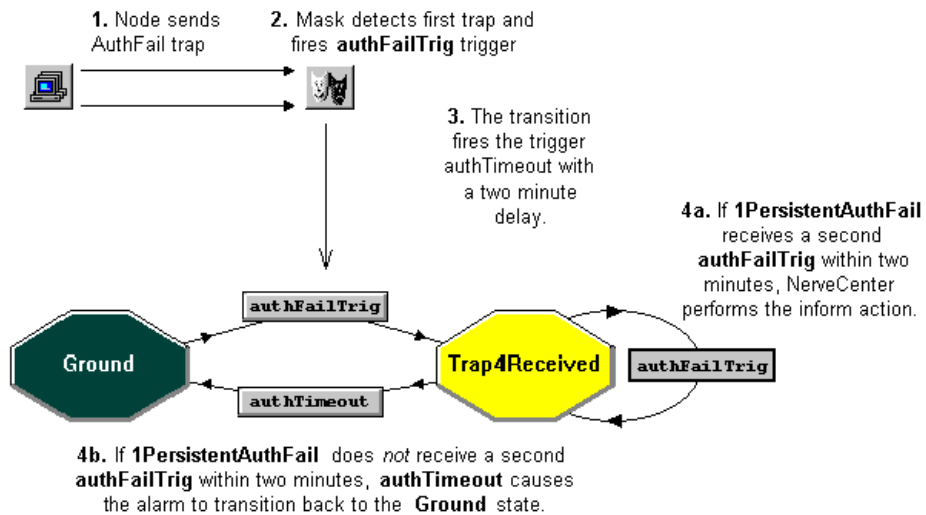 1. Node sends
AuthFail trap
2. Mask detects first trap and
fires authFailTrig trigger
3. The transition
fires the trigger
authTimeout with
a two minute
delay.
4a. If 1PersistentAuthFail
receives a second
authFailTrig within two
minutes, NerveCenter
performs the inform action.
authFailTrig
Ground
Trap4Received
authFailTrig
authTimeout
4b. If 1PersistentAuthFail does not receive a second
authFailTrig within two minutes, authTimeout causes
the alarm to transition back to the Ground state.